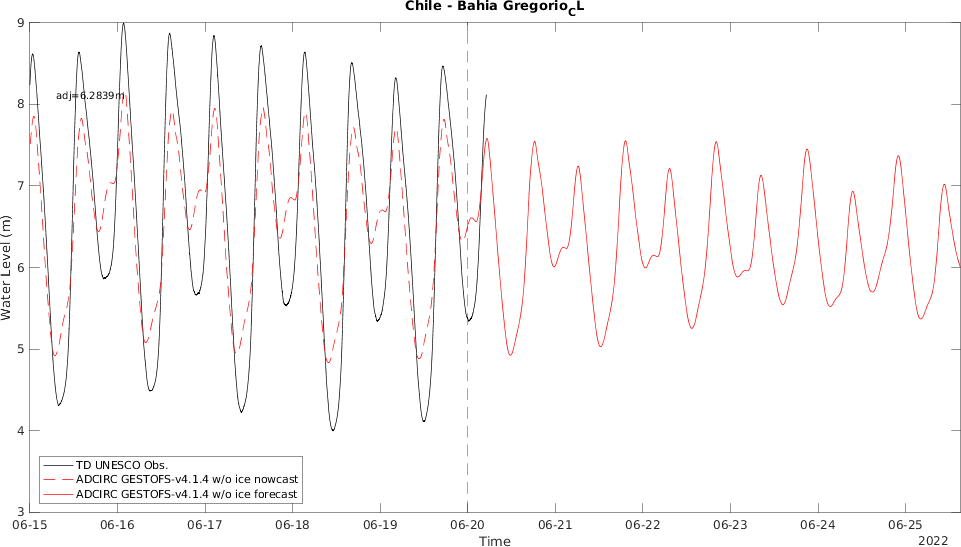 Chile - Bahia Gregorio_CL
9
8
7
6
5
4
3
Water Level (m)
adj=6.2839m
TD UNESCO Obs.
ADCIRC GESTOFS-v4.1.4 w/o ice nowcast
ADCIRC GESTOFS-v4.1.4 w/o ice forecast
06-15 06-16 06-17 06-18 06-19 06-20 06-21 06-22 06-23 06-24 06-25
Time
2022